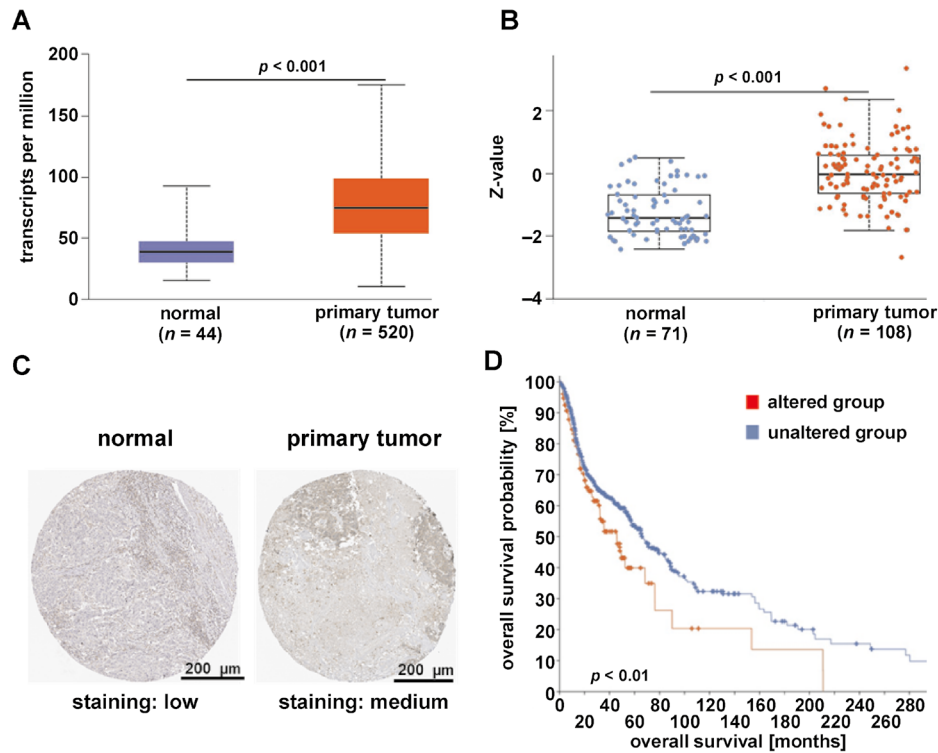 A
200
150
100
50
0
transcripts per million
p < 0.001
normal
(n = 44)
primary tumor
(n = 520)
B
2
0
–2
–4
Z-value
p < 0.001
normal
(n = 71)
primary tumor
(n = 108)
C
normal
primary tumor
200 μm
200 μm
staining: low
staining: medium
D
100
90
80
70
60
50
40
30
20
10
0
overall survival probability [%]
altered group
unaltered group
p < 0.01
0 40 80 120 160 200 240 280
20 60 100 140 180 220 260
overall survival [months]